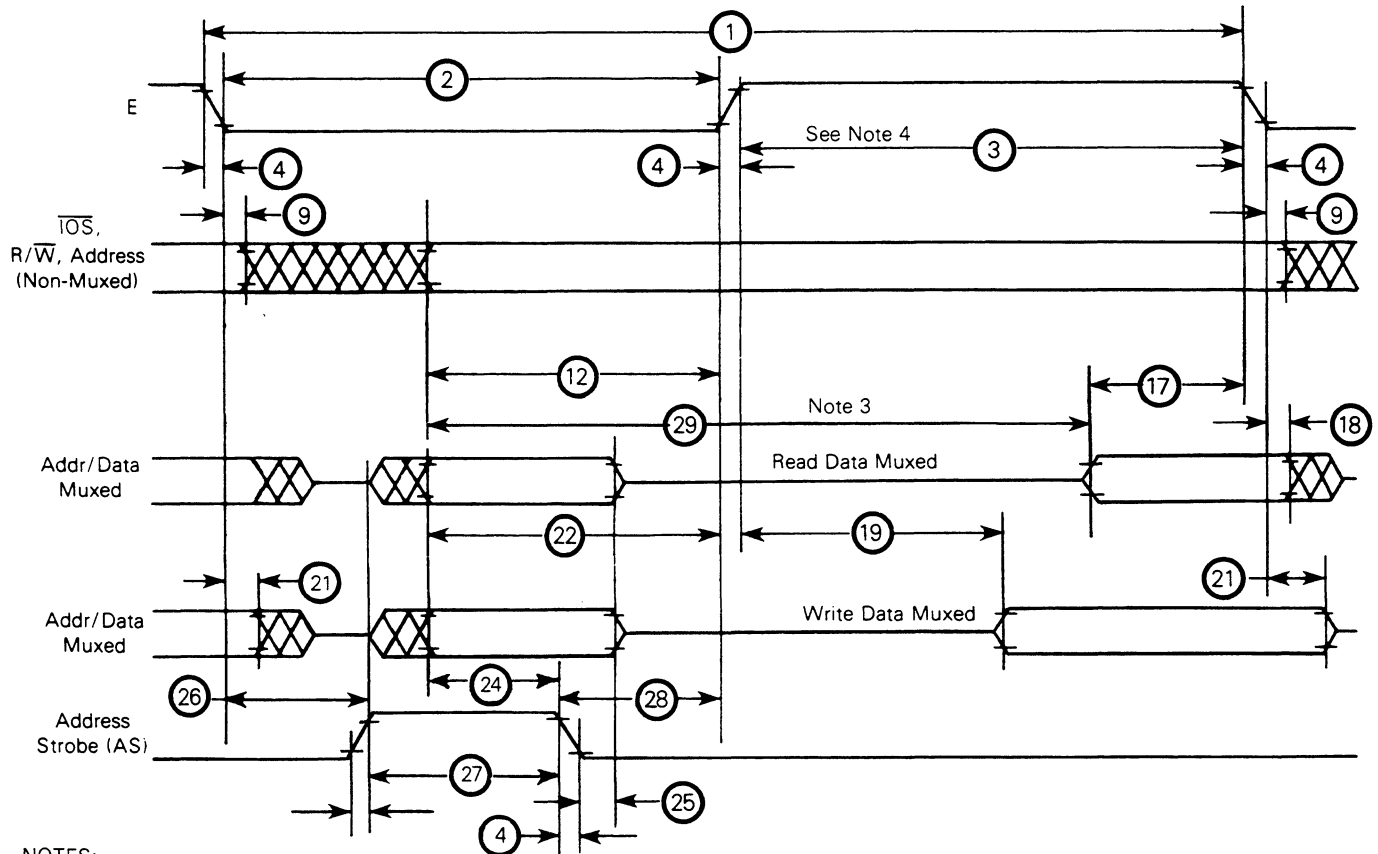 1
2
E
See Note 4
3
4
4
4
9
9
IOS,
R/W, Address
(Non-Muxed)
12
17
Note 3
29
18
Addr/Data
Muxed
Read Data Muxed
22
19
21
21
Addr/Data
Muxed
Write Data Muxed
24
26
28
Address
Strobe (AS)
27
25
4
NOTES: